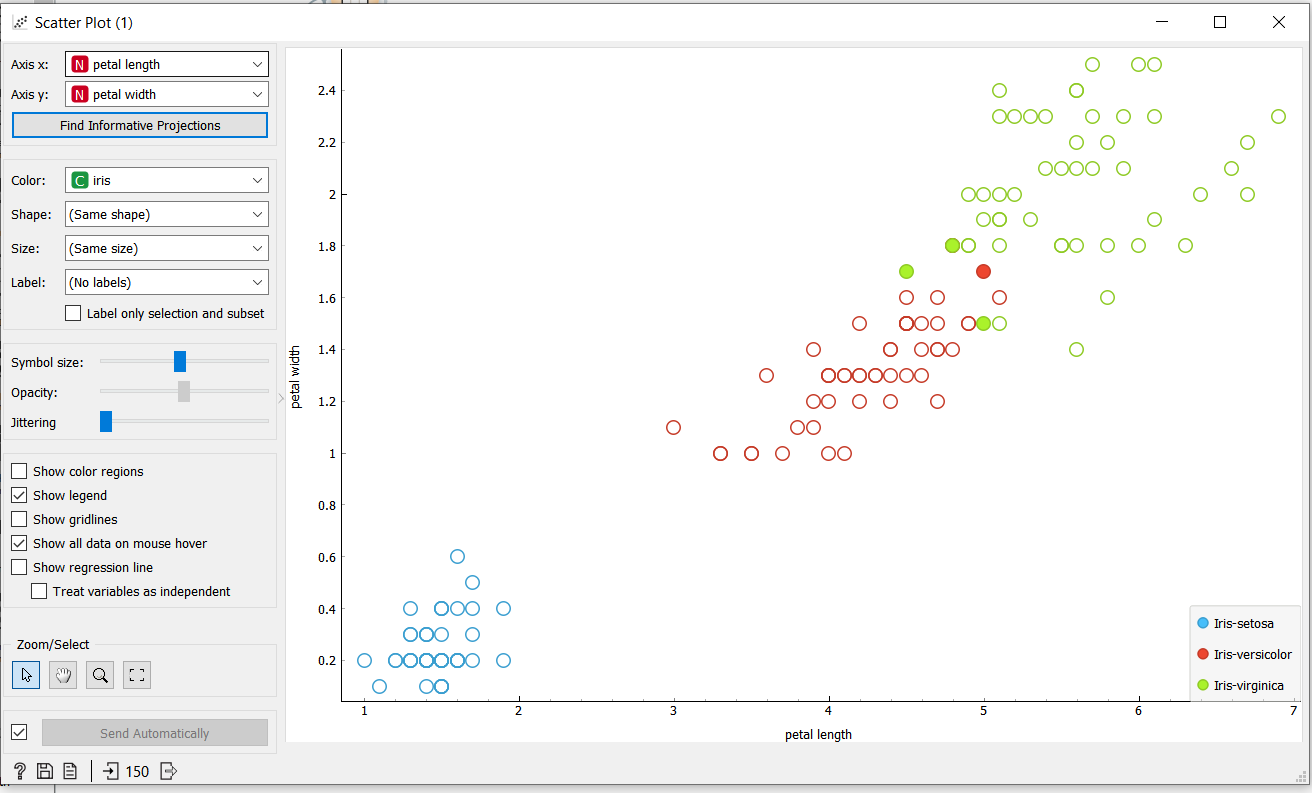 Scatter Plot (1)
Axis x: N petal length
Axis y: N petal width
Find Informative Projections
Color: C iris
Shape: (Same shape)
Size: (Same size)
Label: (No labels)
Label only selection and subset
Symbol size:
Opacity:
Jittering
Show color regions
Show legend
Show gridlines
Show all data on mouse hover
Show regression line
Treat variables as independent
Zoom/Select
Send Automatically
? 150
petal width
2.4
2.2
2
1.8
1.6
1.4
1.2
1
0.8
0.6
0.4
0.2
1 2 3 4 5 6 7
petal length
Iris-setosa
Iris-versicolor
Iris-virginica